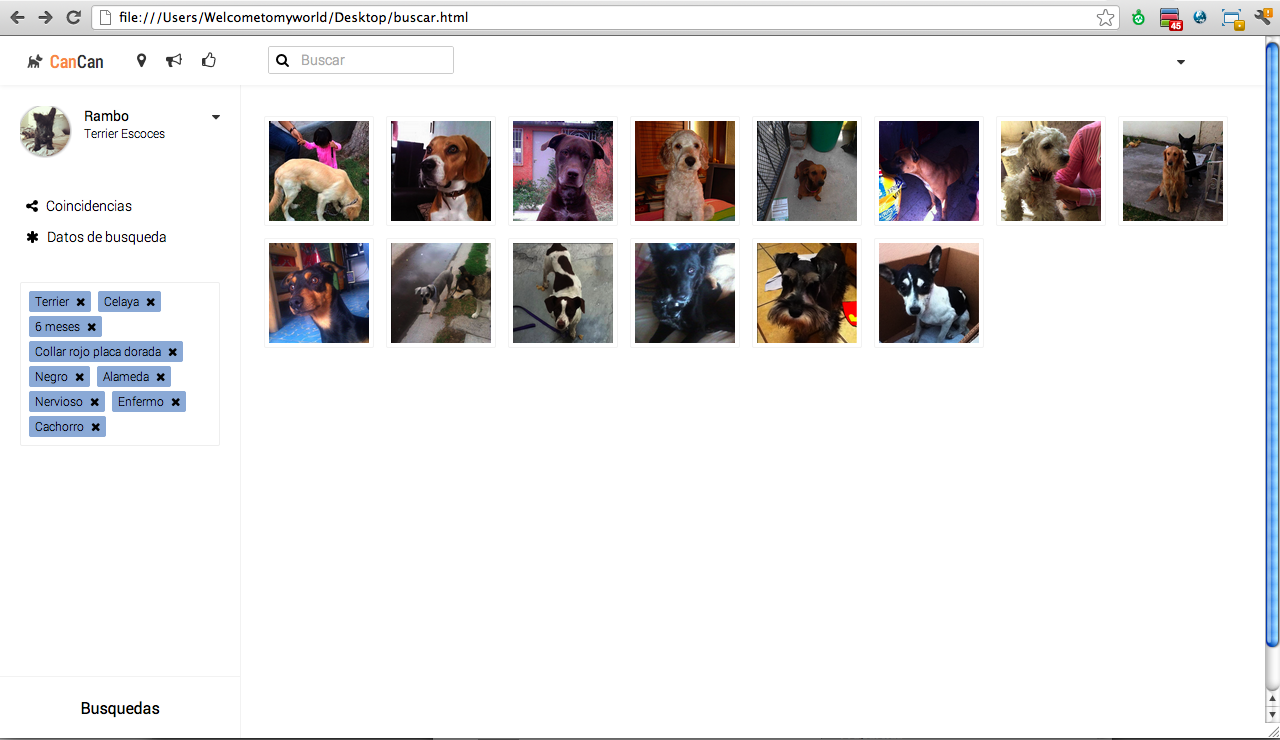 file:///Users/Welcometomyworld/Desktop/buscar.html
45
CanCan
Buscar
Rambo
Terrier Escoces
Coincidencias
Datos de busqueda
Terrier Celaya
6 meses
Collar rojo placa dorada
Negro Alameda
Nervioso Enfermo
Cachorro
Busquedas